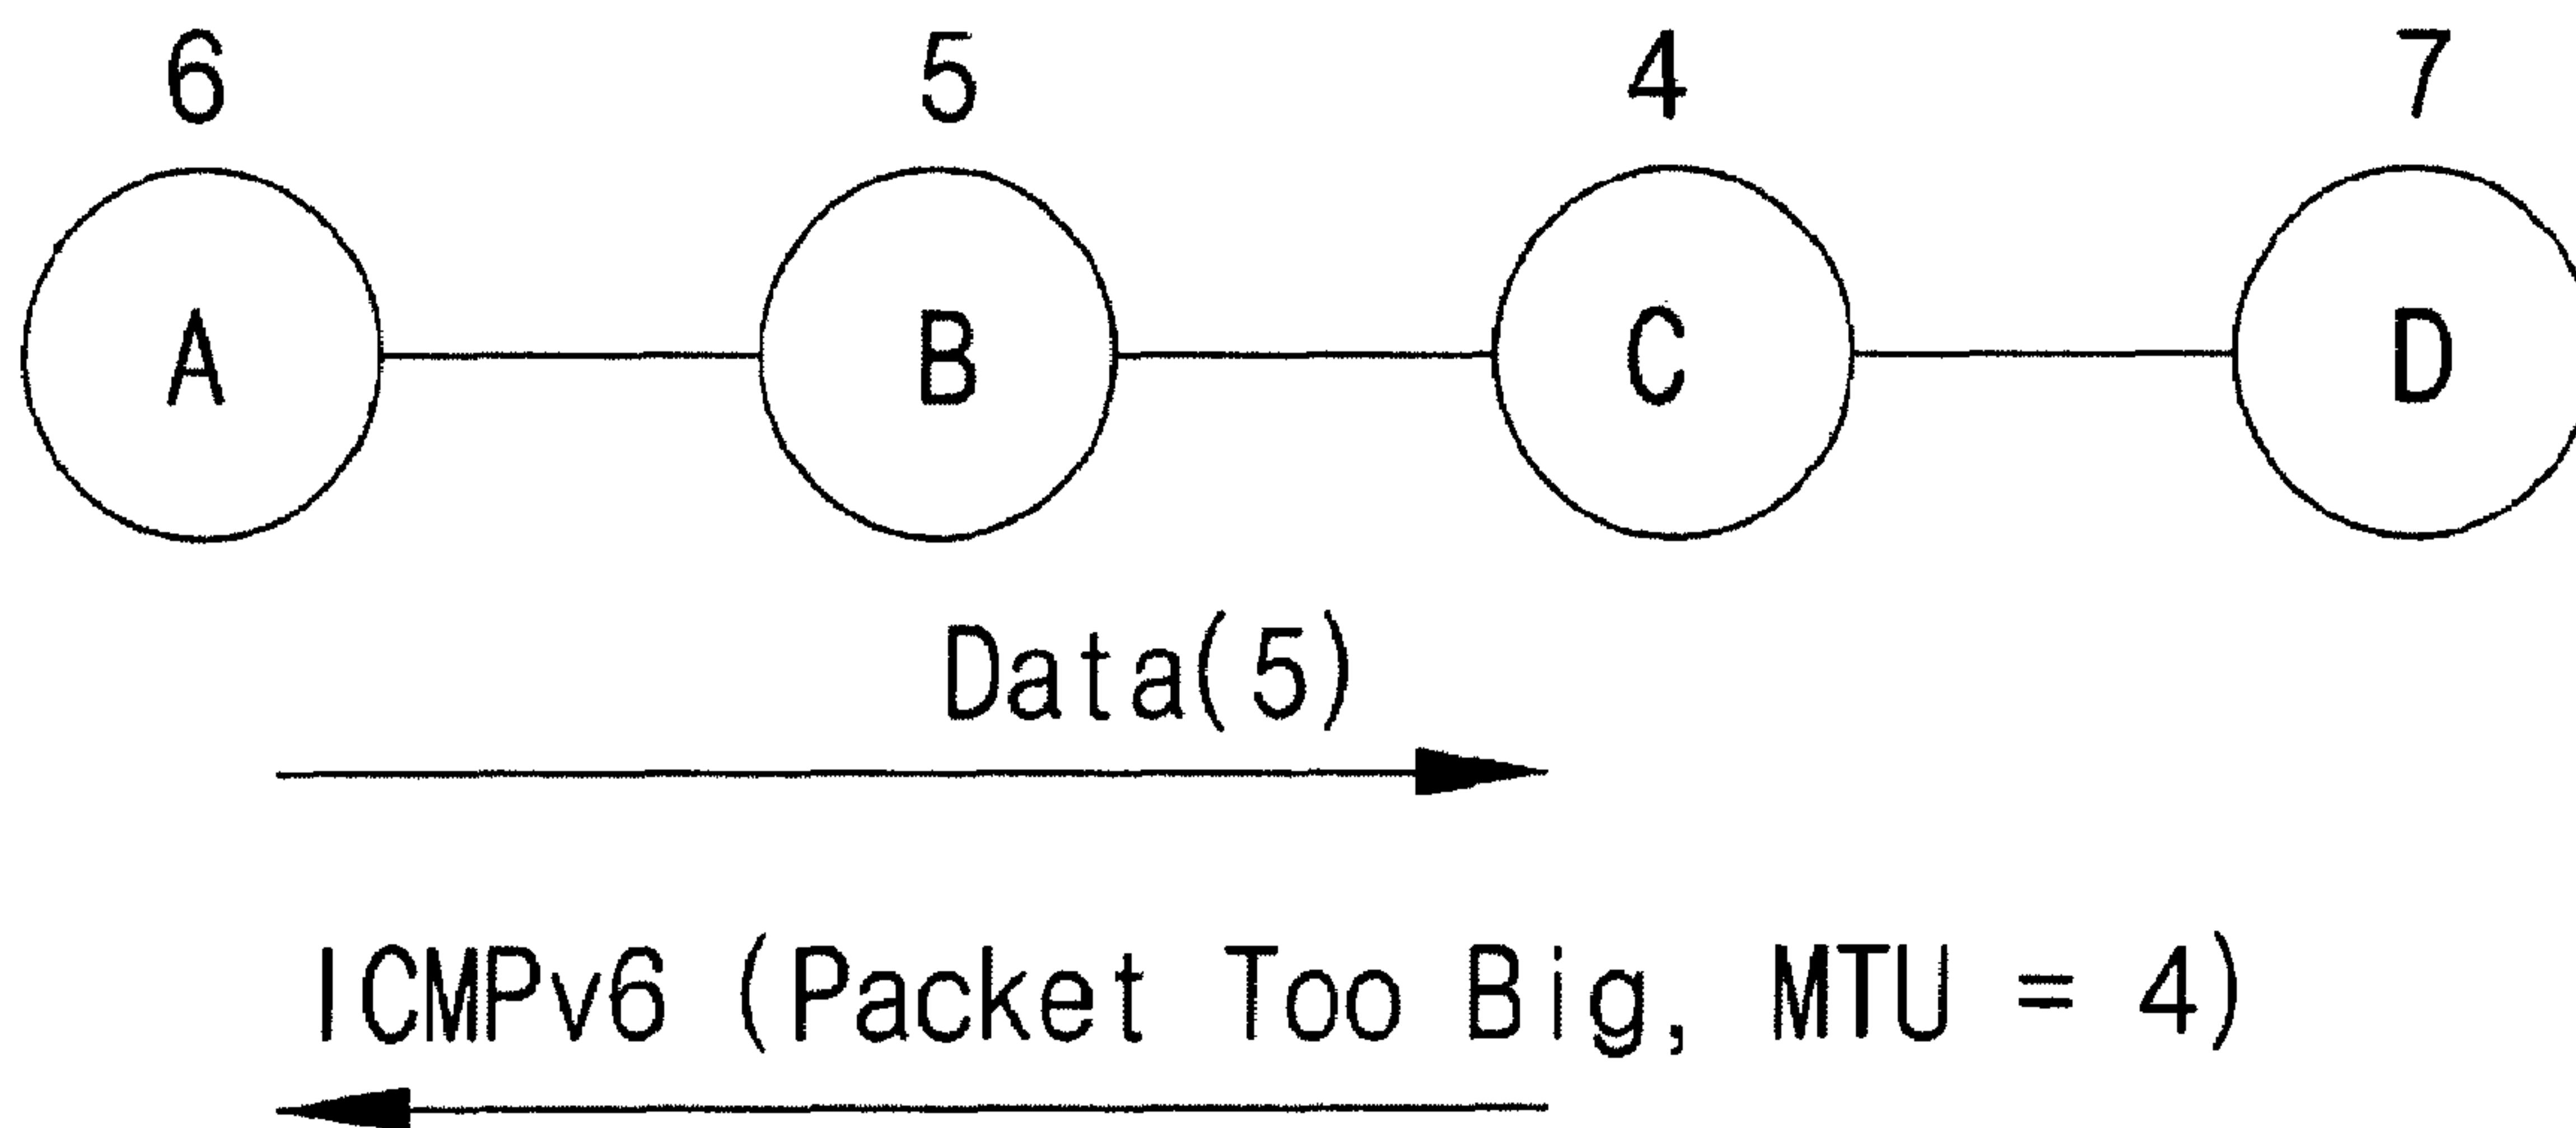 6 5 4 7
A B C D
Data(5)
ICMPv6 (Packet Too Big, MTU = 4)